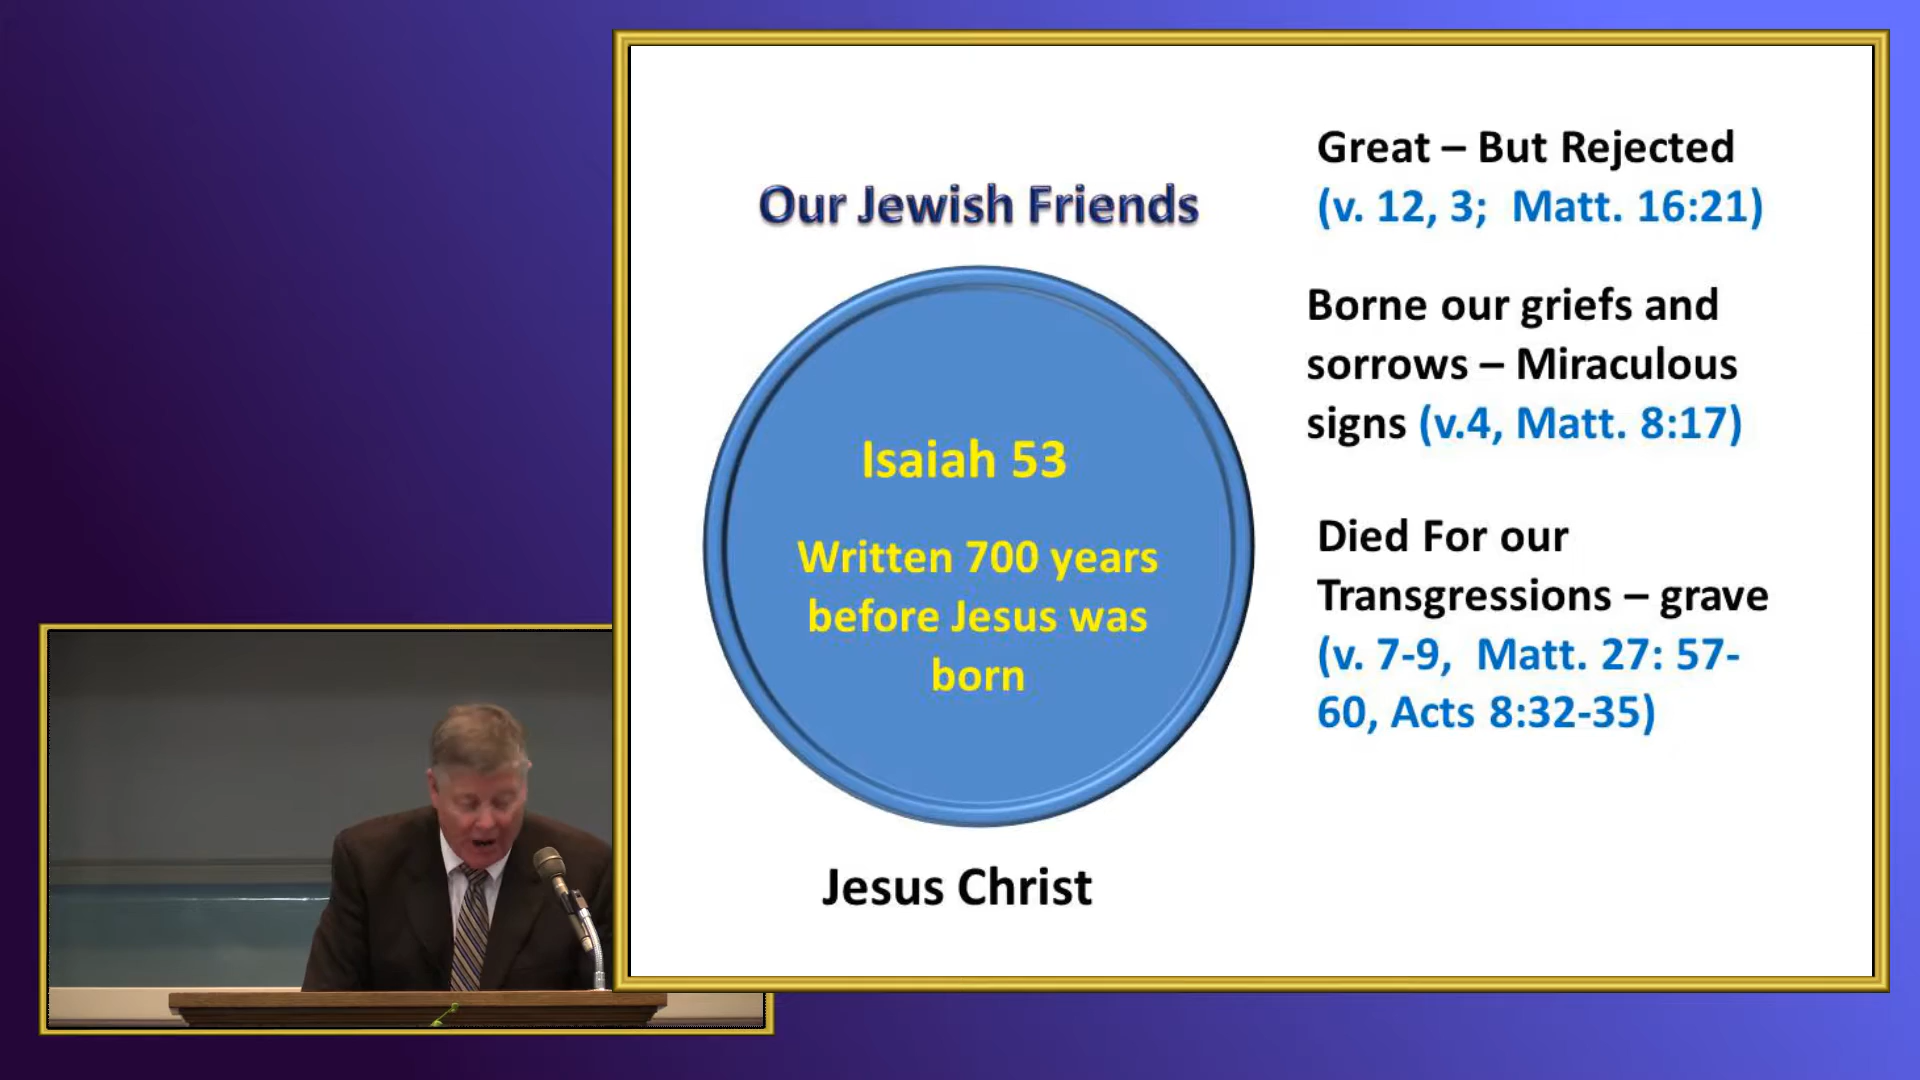 Our Jewish Friends
Isaiah 53
Written 700 years
before Jesus was
born
Jesus Christ
Great – But Rejected
(v. 12, 3;  Matt. 16:21)
Borne our griefs and
sorrows – Miraculous
signs (v.4, Matt. 8:17)
Died For our
Transgressions – grave
(v. 7-9,  Matt. 27: 57-
60, Acts 8:32-35)